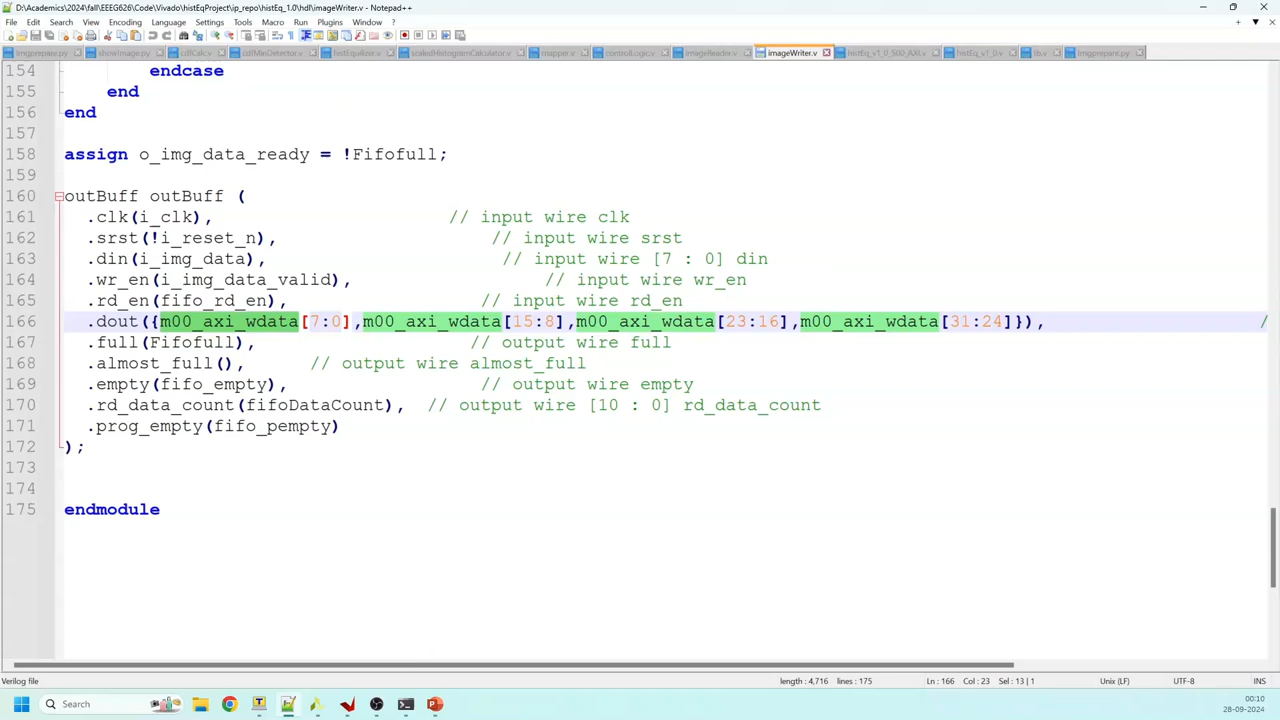 D:\Academics\2024\fall\EEEG626\Code\Vivado\histEqProject\ip_repo\histEq_1.0\hdl\imageWriter.v - Notepad++
File Edit Search View Encoding Language Settings Tools Macro Run Plugins Window ?
Imgprepare.py showImage.py cdfCalc.v cdfMinDetector.v histEqualizer.v scaledHistogramCalculator.v mapper.v controlLogic.v imageReader.v imageWriter.v histEq_v1_0_S00_AXI.v histEq_v1_0.v tb.v Imgprepare.py
154 endcase
155 end
156 end
157
158 assign o_img_data_ready = !Fifofull;
159
160 outBuff outBuff (
161 .clk(i_clk), // input wire clk
162 .srst(!i_reset_n), // input wire srst
163 .din(i_img_data), // input wire [7 : 0] din
164 .wr_en(i_img_data_valid), // input wire wr_en
165 .rd_en(fifo_rd_en), // input wire rd_en
166 .dout({m00_axi_wdata[7:0],m00_axi_wdata[15:8],m00_axi_wdata[23:16],m00_axi_wdata[31:24]}), /
167 .full(Fifofull), // output wire full
168 .almost_full(), // output wire almost_full
169 .empty(fifo_empty), // output wire empty
170 .rd_data_count(fifoDataCount), // output wire [10 : 0] rd_data_count
171 .prog_empty(fifo_pempty)
172 );
173
174
175 endmodule
Verilog file length : 4,716 lines : 175 Ln : 166 Col : 23 Sel : 13 | 1 Unix (LF) UTF-8 INS
Search
00:10
28-09-2024